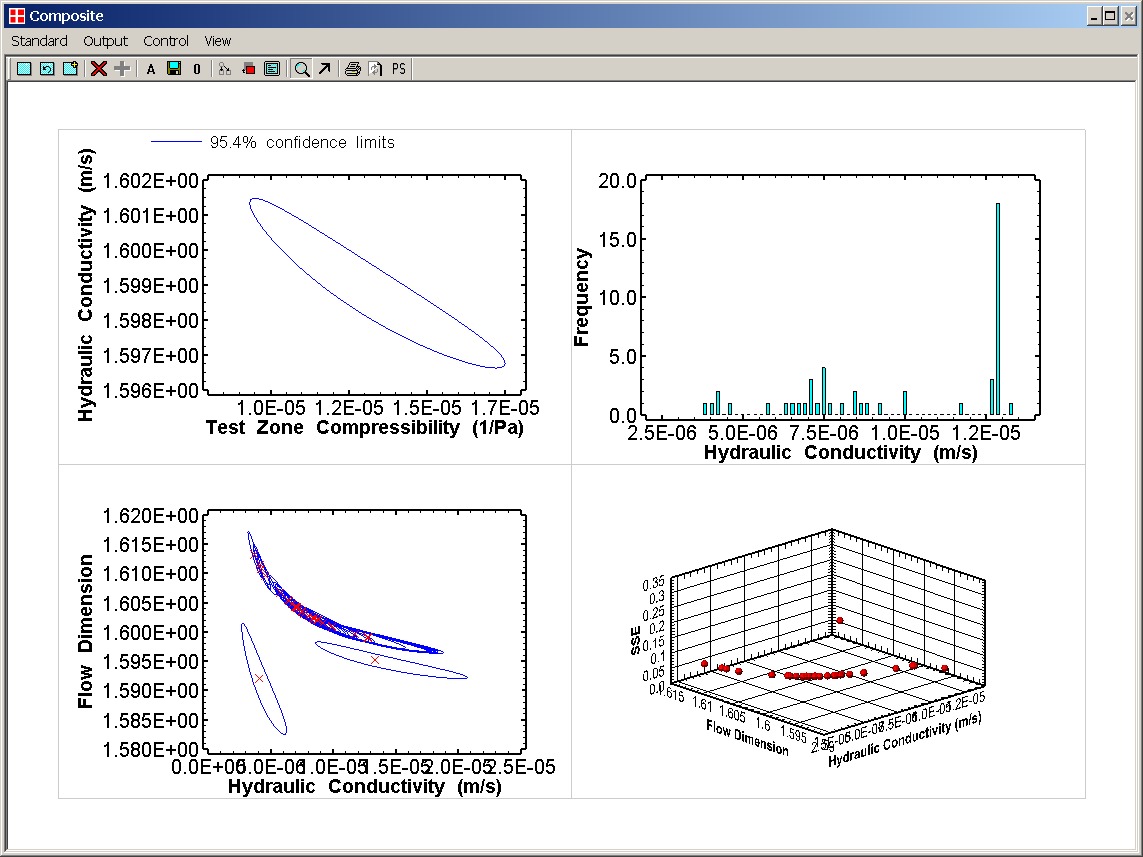 Composite
Standard Output Control View
A 0 PS
95.4% confidence limits
Hydraulic Conductivity (m/s)
1.602E+00
1.601E+00
1.600E+00
1.599E+00
1.598E+00
1.597E+00
1.596E+00
1.0E-05 1.2E-05 1.5E-05 1.7E-05
Test Zone Compressibility (1/Pa)
Frequency
20.0
15.0
10.0
5.0
0.0
2.5E-06 5.0E-06 7.5E-06 1.0E-05 1.2E-05
Hydraulic Conductivity (m/s)
Flow Dimension
1.620E+00
1.615E+00
1.610E+00
1.605E+00
1.600E+00
1.595E+00
1.590E+00
1.585E+00
1.580E+00
0.0E+00 5.0E-06 1.0E-05 1.5E-05 2.0E-05 2.5E-05
Hydraulic Conductivity (m/s)
SSE
0.35
0.3
0.25
0.2
0.15
0.1
0.05
0.0
1.615 1.61 1.605 1.6 1.595
Flow Dimension
2.5E-06 5.0E-06 7.5E-06 1.0E-05 1.2E-05
Hydraulic Conductivity (m/s)